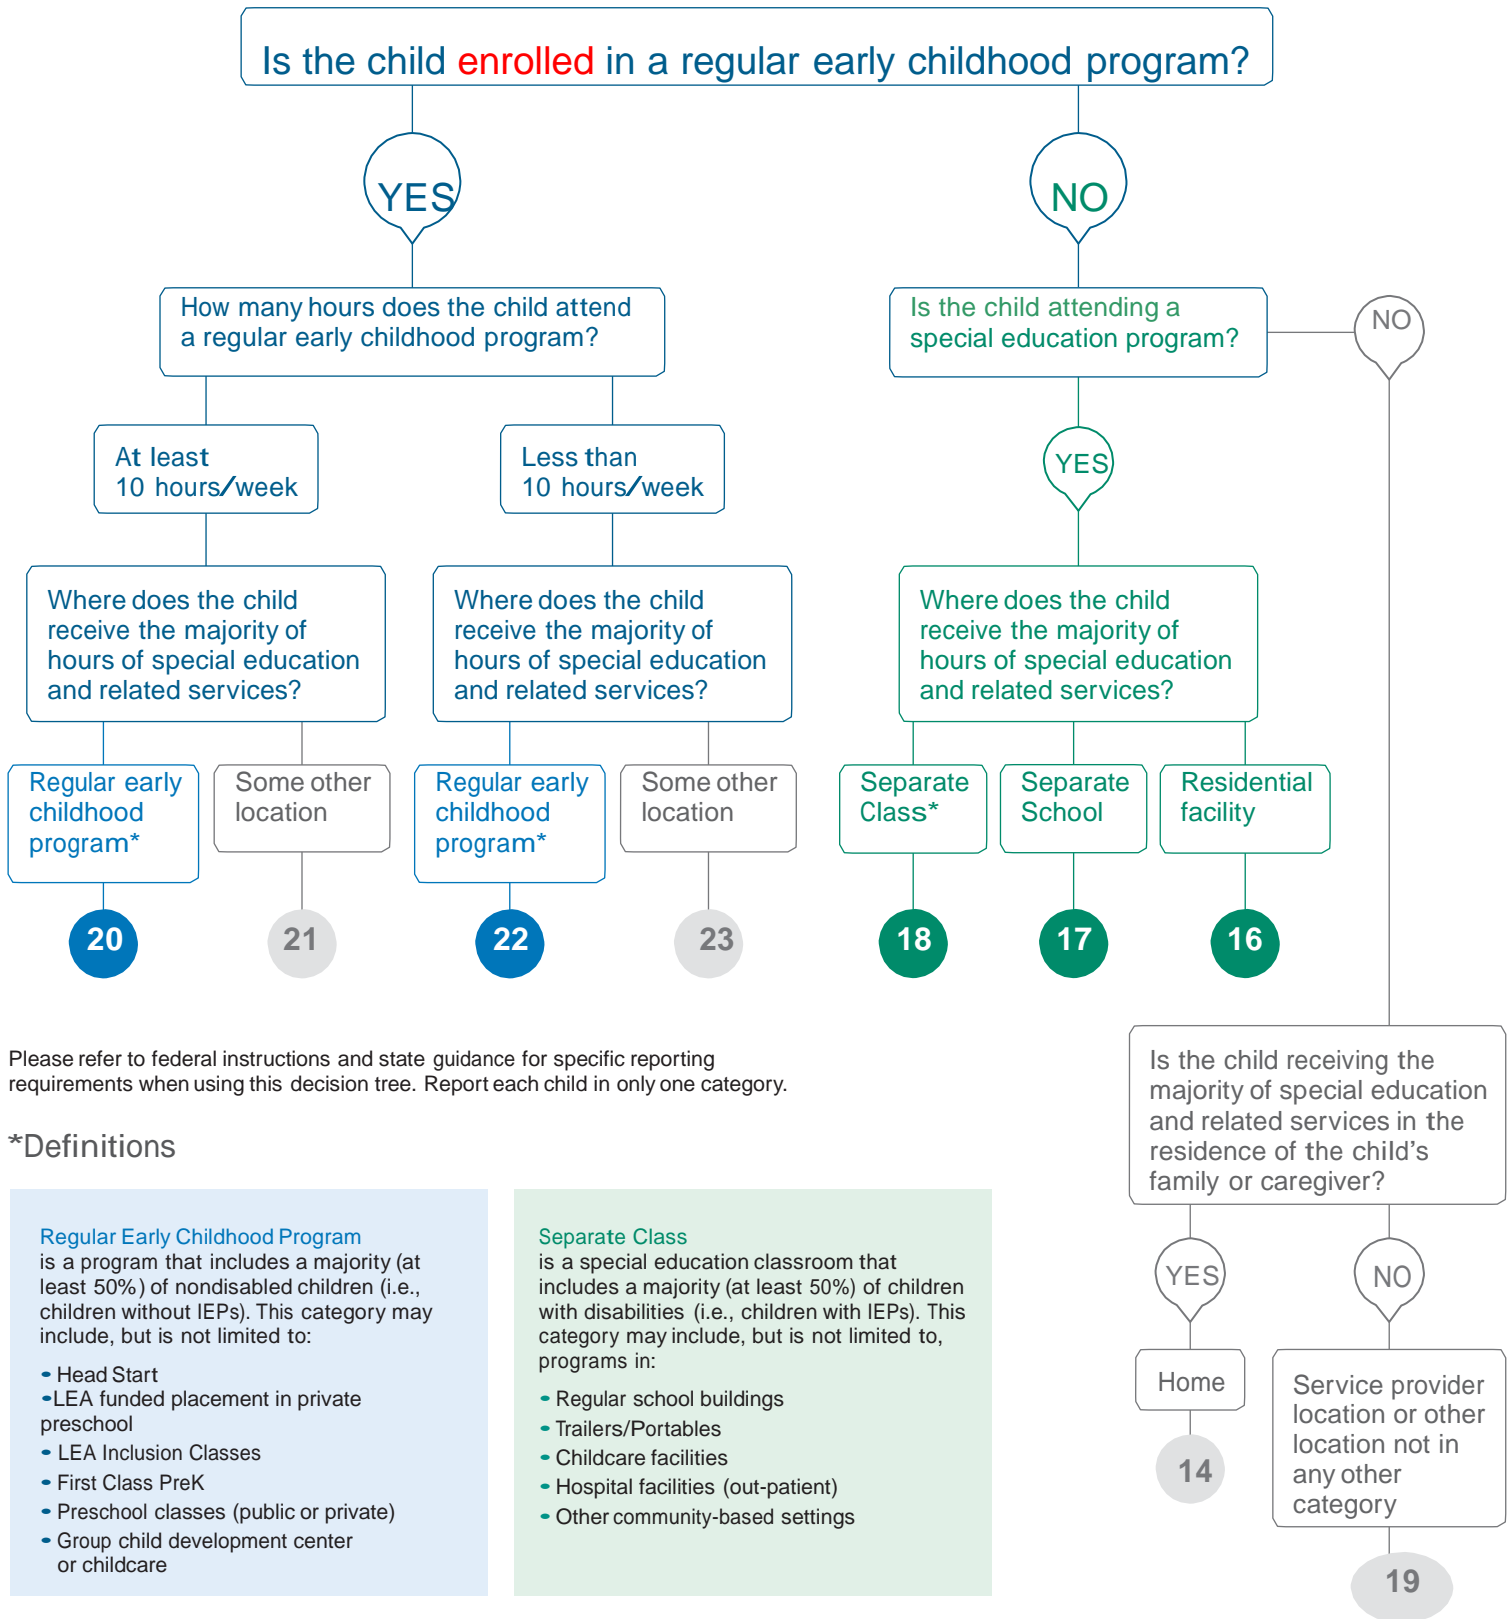 Is the child enrolled in a regular early childhood program?
YES
NO
How many hours does the child attend
a regular early childhood program?
Is the child attending a
special education program?
NO
At least
10 hours/week
Less than
10 hours/week
YES
Where does the child
receive the majority of
hours of special education
and related services?
Where does the child
receive the majority of
hours of special education
and related services?
Where does the child
receive the majority of
hours of special education
and related services?
Regular early
childhood
program*
Some other
location
Regular early
childhood
program*
Some other
location
Separate
Class*
Separate
School
Residential
facility
20
21
22
23
18
17
16
Please refer to federal instructions and state guidance for specific reporting
requirements when using this decision tree. Report each child in only one category.
Is the child receiving the
majority of special education
and related services in the
residence of the child’s
family or caregiver?
YES
NO
Home
Service provider
location or other
location not in
any other
category
14
19
*Definitions
Regular Early Childhood Program
is a program that includes a majority (at
least 50%) of nondisabled children (i.e.,
children without IEPs). This category may
include, but is not limited to:
• Head Start
•LEA funded placement in private
preschool
• LEA Inclusion Classes
• First Class PreK
• Preschool classes (public or private)
• Group child development center
or childcare
Separate Class
is a special education classroom that
includes a majority (at least 50%) of children
with disabilities (i.e., children with IEPs). This
category may include, but is not limited to,
programs in:
• Regular school buildings
• Trailers/Portables
• Childcare facilities
• Hospital facilities (out-patient)
• Other community-based settings